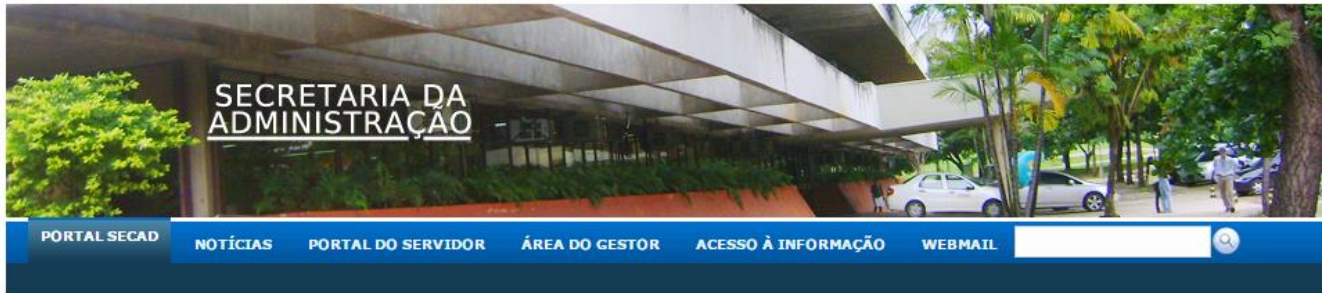 SECRETARIA DA
ADMINISTRAÇÃO
PORTAL SECAD NOTÍCIAS PORTAL DO SERVIDOR ÁREA DO GESTOR ACESSO À INFORMAÇÃO WEBMAIL